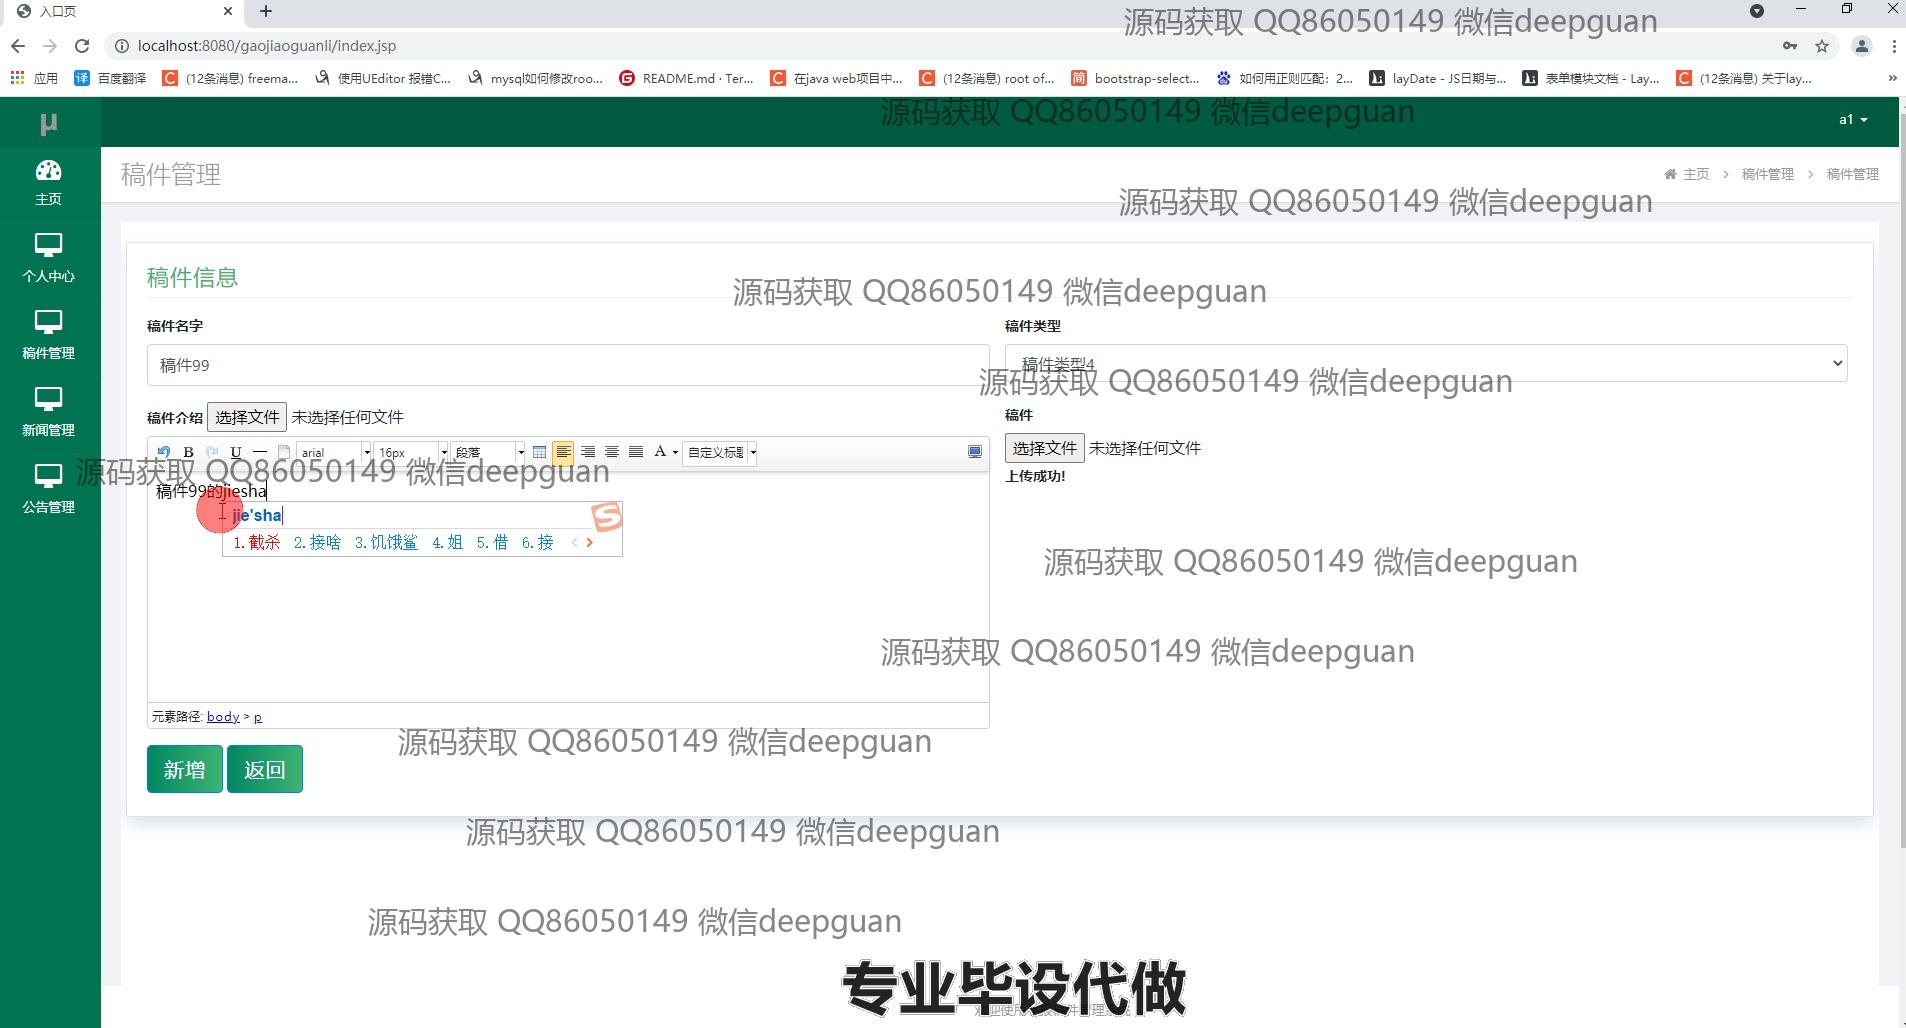 入口页
源码获取 QQ86050149 微信deepguan
localhost:8080/gaojiaoguanli/index.jsp
应用 百度翻译 (12条消息) freema... 使用UEditor 报错C... mysql如何修改roo... README.md · Ter... 在java web项目中... (12条消息) root of... bootstrap-select... 如何用正则匹配：2... layDate - JS日期与... 表单模块文档 - Lay... (12条消息) 关于lay...
μ
源码获取 QQ86050149 微信deepguan
a1
主页
稿件管理
主页 > 稿件管理 > 稿件管理
源码获取 QQ86050149 微信deepguan
个人中心
稿件信息
源码获取 QQ86050149 微信deepguan
稿件名字
稿件类型
稿件管理
稿件99
稿件类型4
源码获取 QQ86050149 微信deepguan
稿件介绍 选择文件 未选择任何文件
稿件
新闻管理
选择文件 未选择任何文件
B U arial 16px 段落 A 自定义标题
源码获取 QQ86050149 微信deepguan
上传成功!
稿件99的jiesha
公告管理
jie'sha
1.截杀 2.接啥 3.饥饿鲨 4.姐 5.借 6.接
源码获取 QQ86050149 微信deepguan
源码获取 QQ86050149 微信deepguan
元素路径: body > p
源码获取 QQ86050149 微信deepguan
新增 返回
源码获取 QQ86050149 微信deepguan
源码获取 QQ86050149 微信deepguan
专业毕设代做